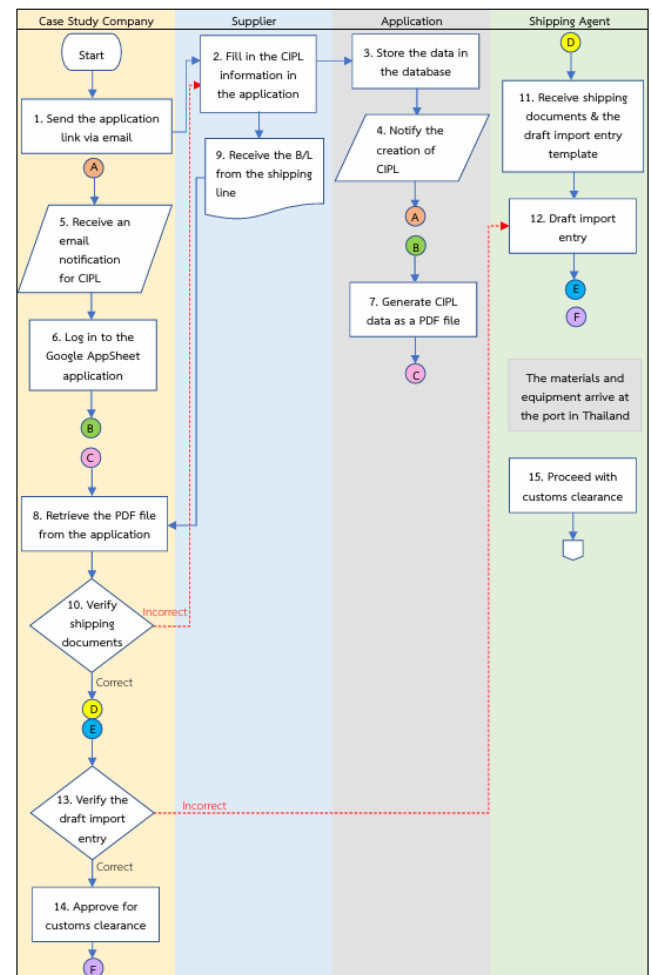 Case Study Company
Supplier
Application
Shipping Agent
Start
1. Send the application
link via email
A
5. Receive an
email
notification
for CIPL
6. Log in to the
Google AppSheet
application
B
C
8. Retrieve the PDF file
from the application
10. Verify
shipping
documents
Incorrect
Correct
D
E
13. Verify the
draft import
entry
Incorrect
Correct
14. Approve for
customs clearance
F
2. Fill in the CIPL
information in
the application
9. Receive the B/L
from the shipping
line
3. Store the data in
the database
4. Notify the
creation of
CIPL
A
B
7. Generate CIPL
data as a PDF file
C
D
11. Receive shipping
documents & the
draft import entry
template
12. Draft import
entry
E
F
The materials and
equipment arrive at
the port in Thailand
15. Proceed with
customs clearance